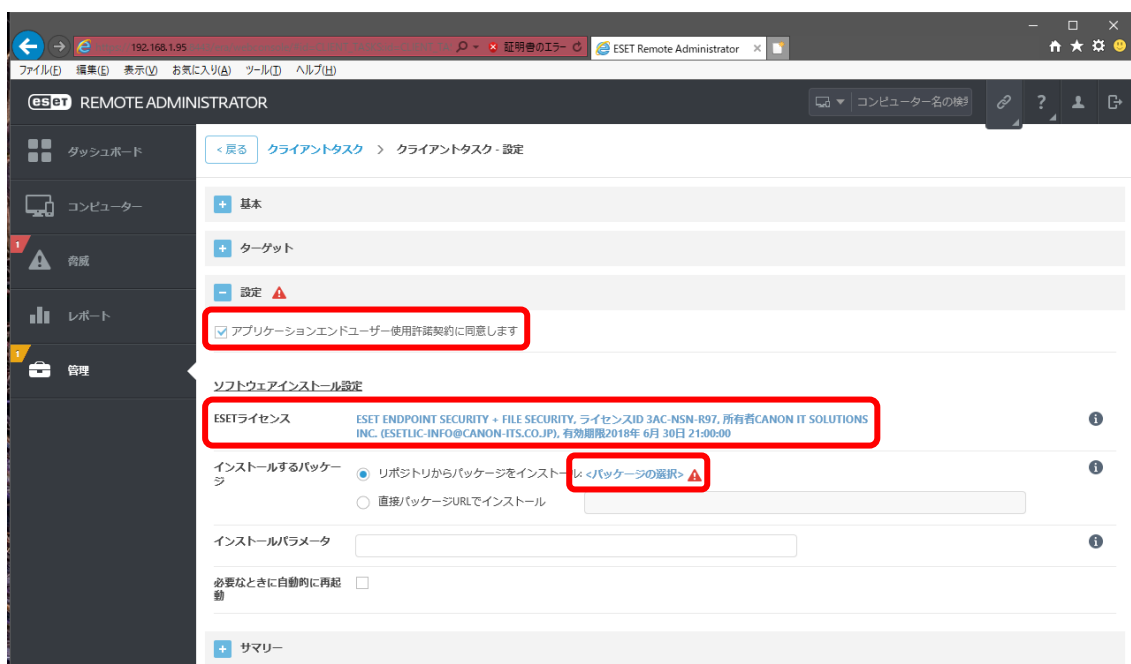 192.168.1.95
証明書のエラー
ESET Remote Administrator
ファイル(F) 編集(E) 表示(V) お気に入り(A) ツール(T) ヘルプ(H)
eseT REMOTE ADMINISTRATOR
コンピューター名の検
?
ダッシュボード
コンピューター
1
脅威
レポート
1
管理
<戻る クライアントタスク > クライアントタスク - 設定
+ 基本
+ ターゲット
− 設定
アプリケーションエンドユーザー使用許諾契約に同意します
ソフトウェアインストール設定
ESETライセンス
ESET ENDPOINT SECURITY + FILE SECURITY, ライセンスID 3AC-NSN-R97, 所有者CANON IT SOLUTIONS
INC. (ESETLIC-INFO@CANON-ITS.CO.JP), 有効期限2018年 6月 30日 21:00:00
インストールするパッケー
ジ
リポジトリからパッケージをインストール: <パッケージの選択>
直接パッケージURLでインストール
インストールパラメータ
必要なときに自動的に再起
動
+ サマリー